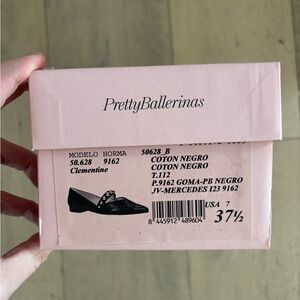 PrettyBallerinas
MODELO HORMA 50628_B
50.628 9162 COTON NEGRO
Clementine COTON NEGRO
T.112
P.9162 GOMA-PB NEGRO
JV-MERCEDES I23 9162
USA 7
8 445912 489604 37½